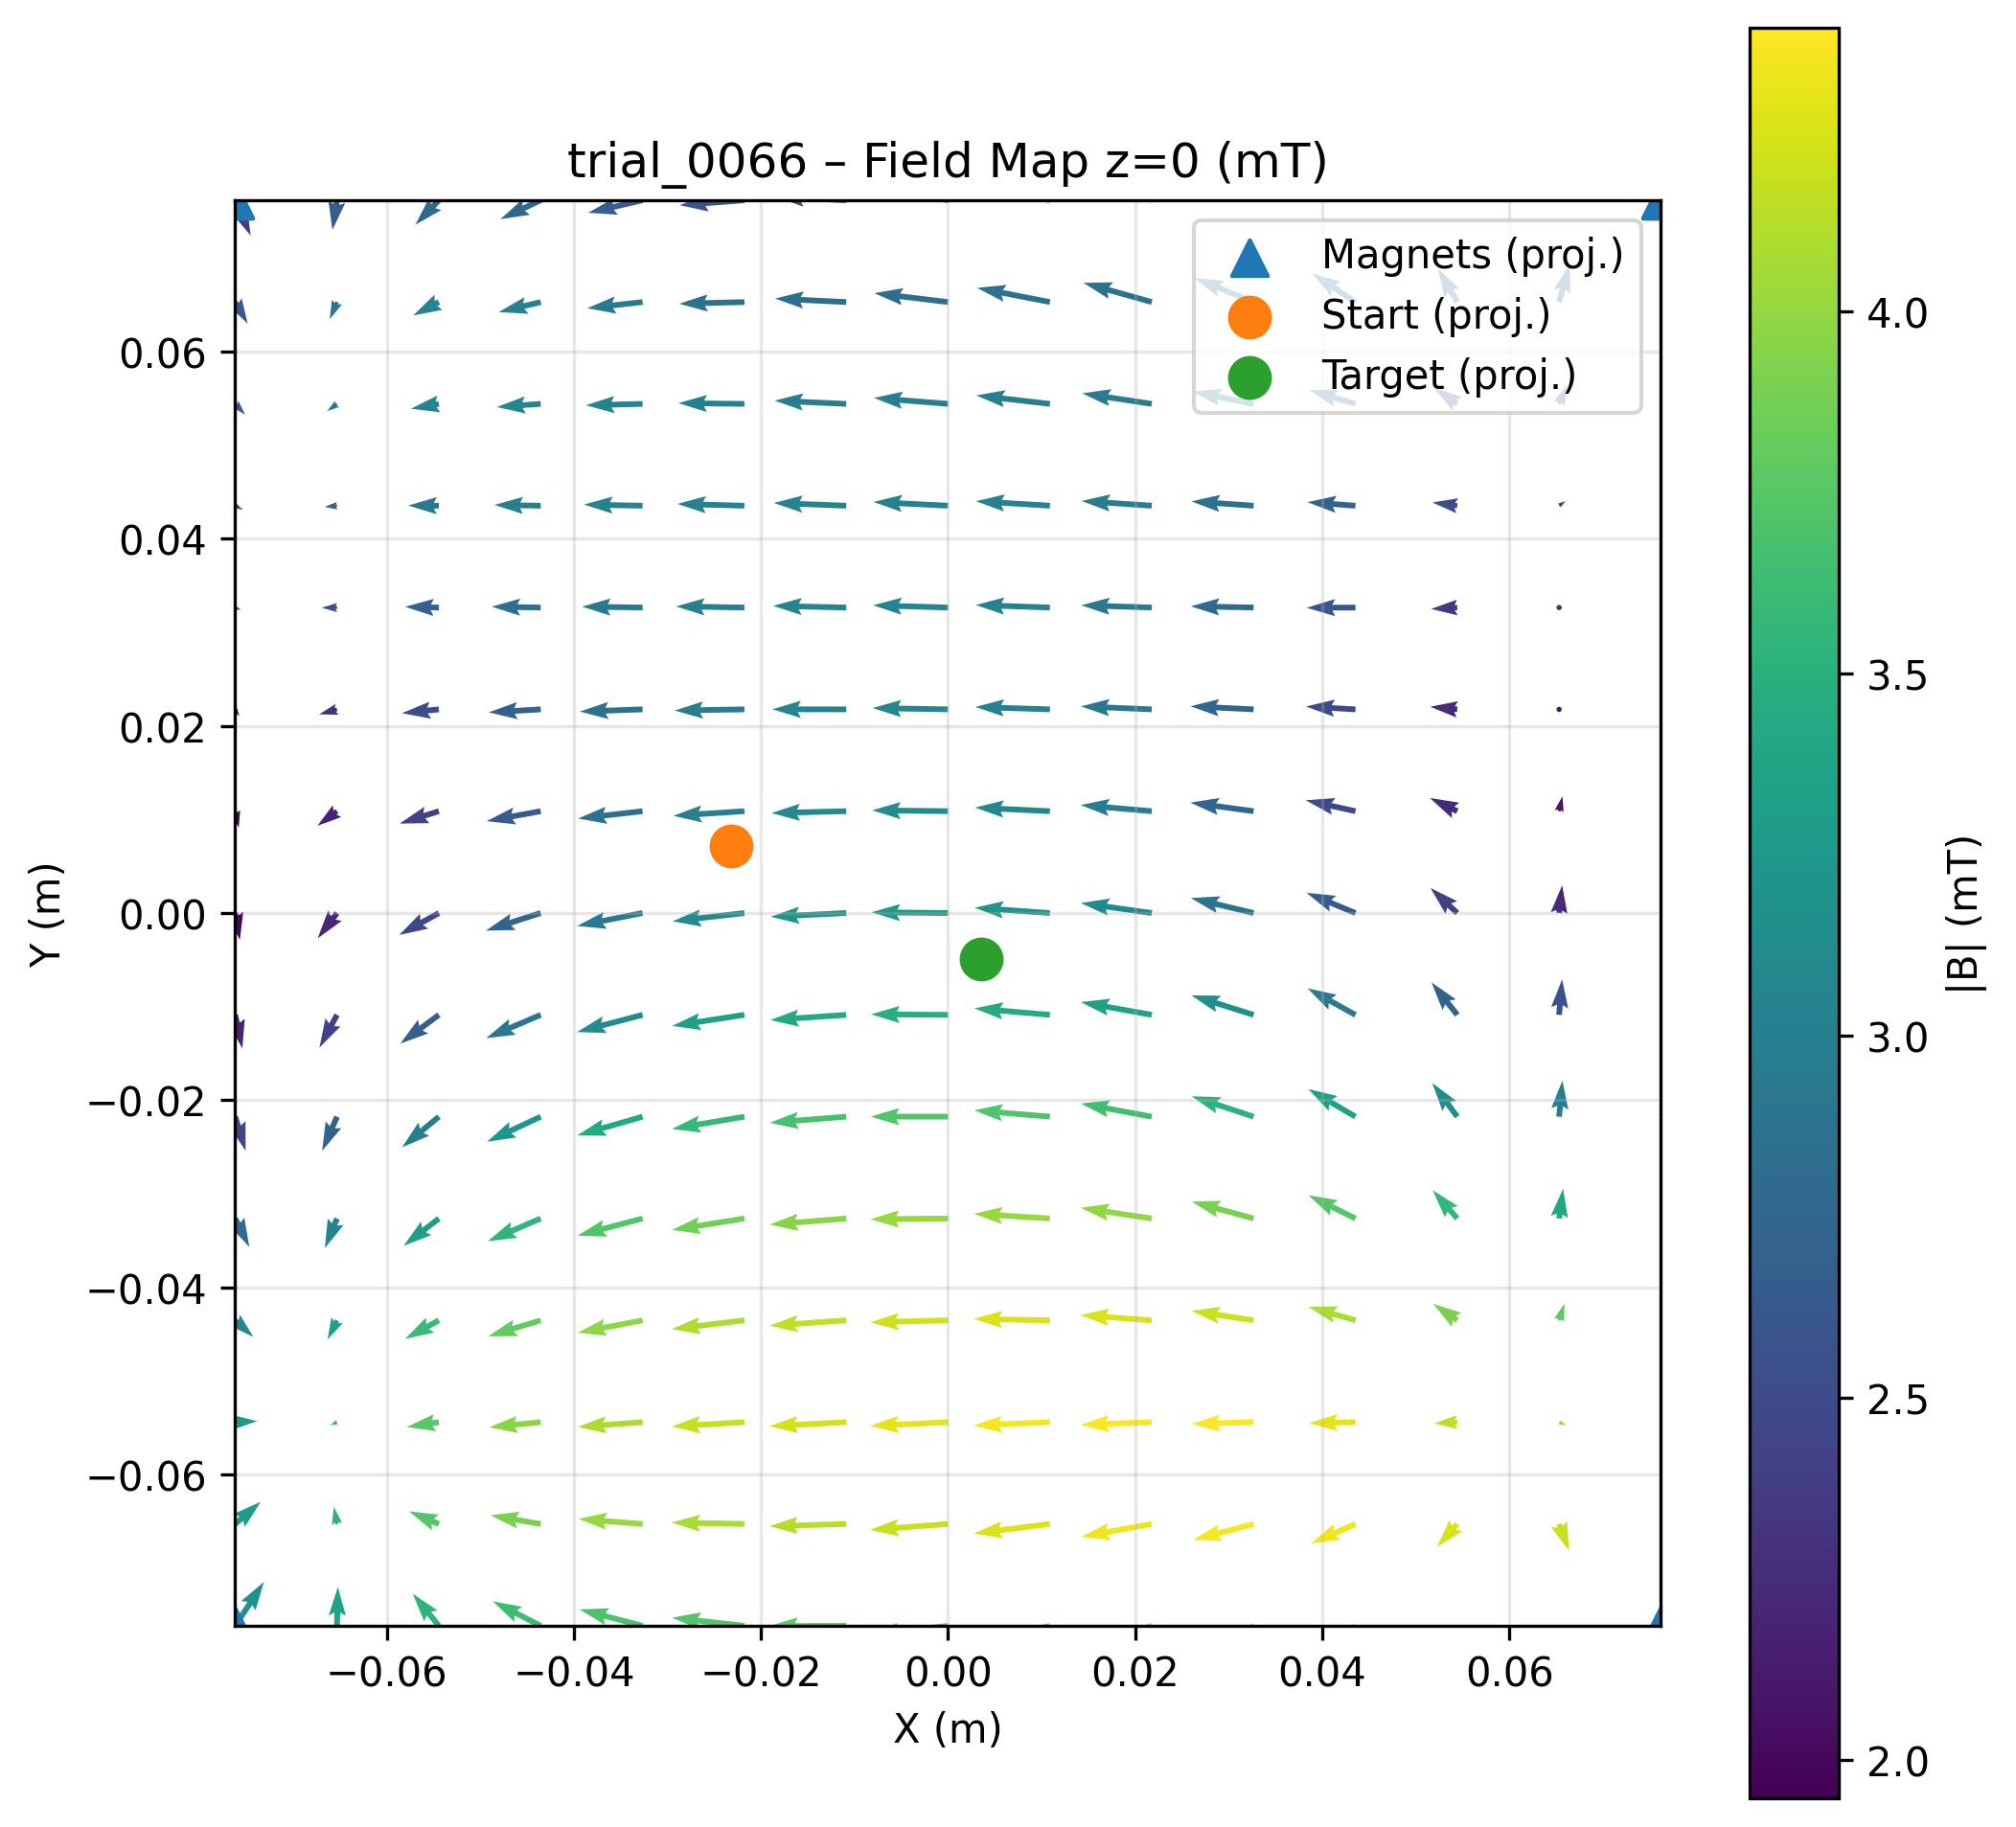 trial_0066 – Field Map z=0 (mT)
Magnets (proj.)
Start (proj.)
Target (proj.)
0.06
0.04
0.02
0.00
−0.02
−0.04
−0.06
Y (m)
−0.06
−0.04
−0.02
0.00
0.02
0.04
0.06
X (m)
4.0
3.5
3.0
2.5
2.0
|B| (mT)